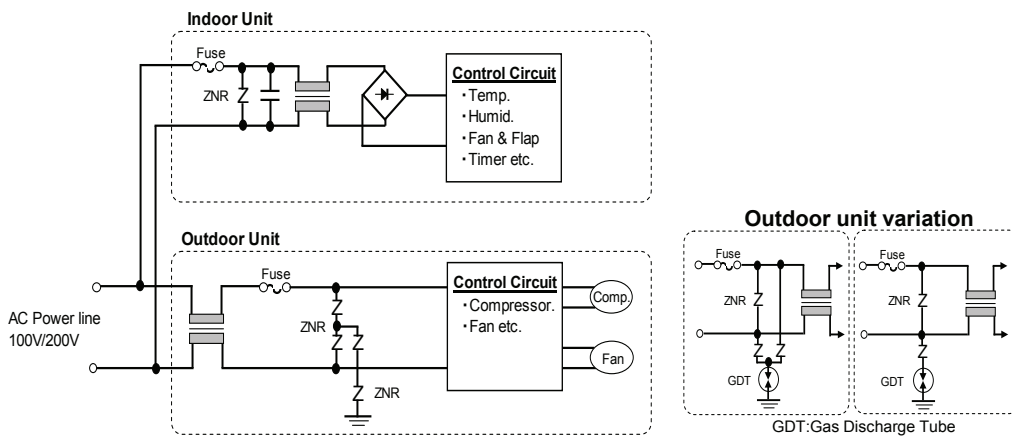 Indoor Unit
Fuse
ZNR
Control Circuit
・Temp.
・Humid.
・Fan & Flap
・Timer etc.
Outdoor Unit
Fuse
ZNR
ZNR
Control Circuit
・Compressor.
・Fan etc.
Comp.
Fan
AC Power line
100V/200V
Outdoor unit variation
Fuse
ZNR
GDT
Fuse
ZNR
GDT
GDT:Gas Discharge Tube